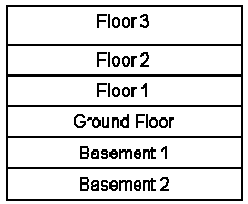 Floor 3
Floor 2
Floor 1
Ground Floor
Basement 1
Basement 2